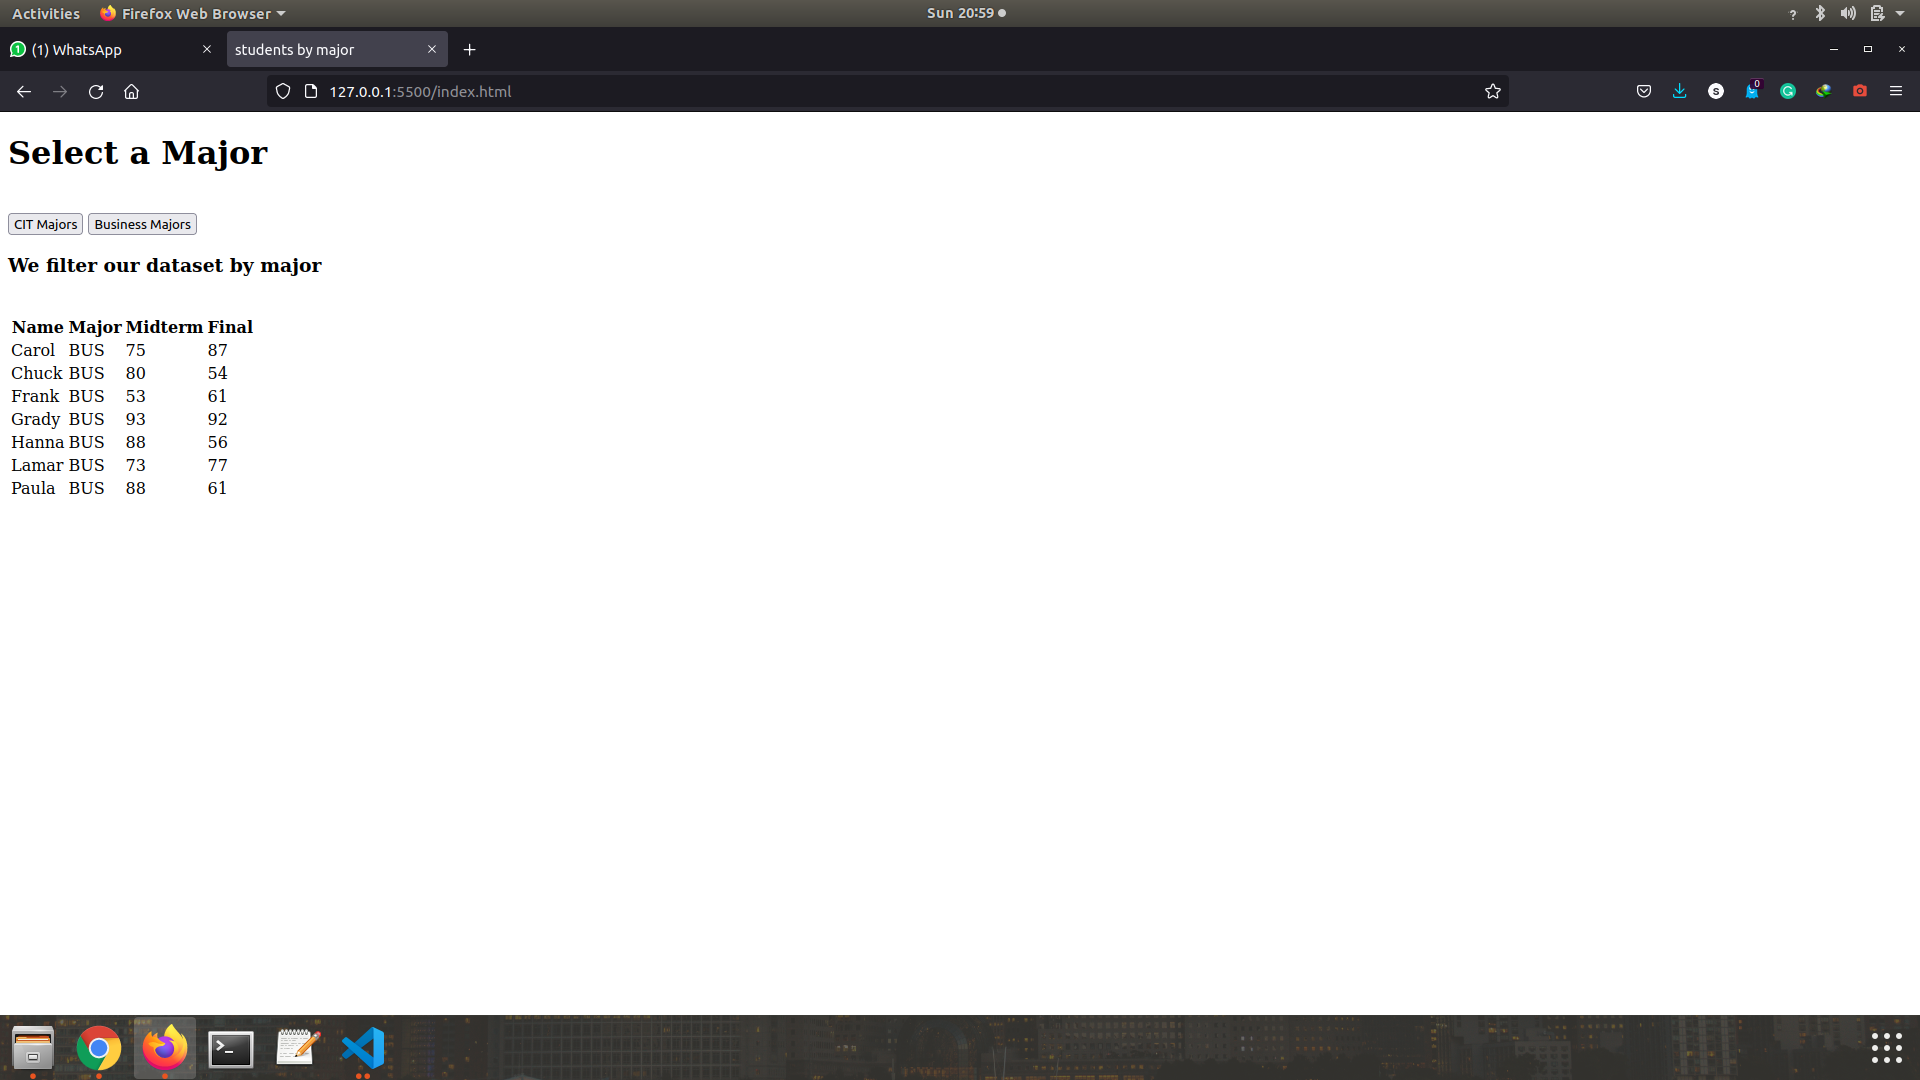 Activities Firefox Web Browser Sun 20:59 ?
1 (1) WhatsApp students by major
127.0.0.1:5500/index.html S 0
Select a Major
CIT Majors Business Majors
We filter our dataset by major
Name Major Midterm Final
Carol BUS 75 87
Chuck BUS 80 54
Frank BUS 53 61
Grady BUS 93 92
Hanna BUS 88 56
Lamar BUS 73 77
Paula BUS 88 61